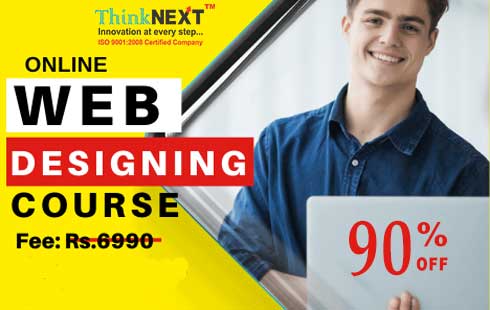 ThinkNEXT™
Innovation at every step...
ISO 9001:2008 Certified Company
ONLINE
WEB
DESIGNING
COURSE
Fee: Rs.6990
90% OFF